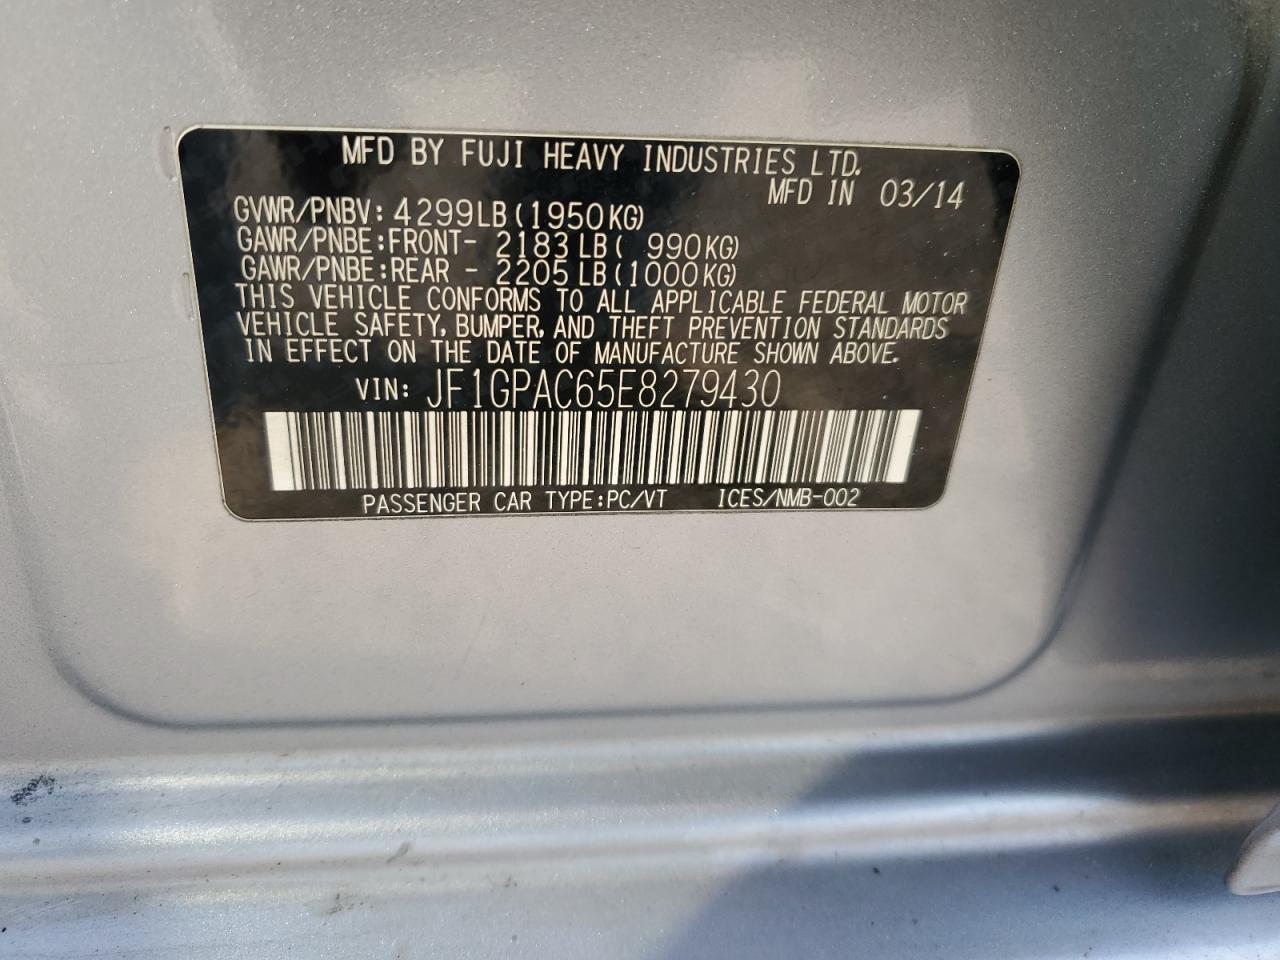 MFD BY FUJI HEAVY INDUSTRIES LTD.
MFD IN 03/14
GVWR/PNBV: 4299LB (1950KG)
GAWR/PNBE:FRONT- 2183LB( 990KG)
GAWR/PNBE:REAR - 2205LB(1000KG)
THIS VEHICLE CONFORMS TO ALL APPLICABLE FEDERAL MOTOR
VEHICLE SAFETY, BUMPER, AND THEFT PREVENTION STANDARDS
IN EFFECT ON THE DATE OF MANUFACTURE SHOWN ABOVE.
VIN: JF1GPAC65E8279430
PASSENGER CAR TYPE:PC/VT ICES/NMB-002